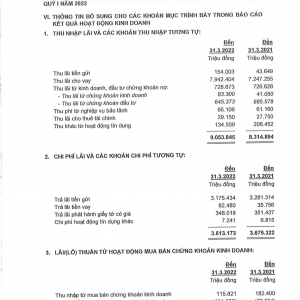 QUÝ I NĂM 2022
VI. THÔNG TIN BỔ SUNG CHO CÁC KHOẢN MỤC TRÌNH BÀY TRONG BÁO CÁO
KẾT QUẢ HOẠT ĐỘNG KINH DOANH
1. THU NHẬP LÃI VÀ CÁC KHOẢN THU NHẬP TƯƠNG TỰ:
Đến Đến
31.3.2022 31.3.2021
Triệu đồng Triệu đồng
Thu lãi tiền gửi 154.003 43.649
Thu lãi cho vay 7.942.404 7.247.255
Thu lãi từ kinh doanh, đầu tư chứng khoán nợ: 728.673 726.628
- Thu lãi từ chứng khoán kinh doanh 83.300 41.050
- Thu lãi từ chứng khoán đầu tư 645.373 685.578
Thu phí từ nghiệp vụ bảo lãnh 65.106 61.160
Thu lãi cho thuê tài chính 29.150 27.750
Thu khác từ hoạt động tín dụng 134.509 208.452
9.053.845 8.314.894
2. CHI PHÍ LÃI VÀ CÁC KHOẢN CHI PHÍ TƯƠNG TỰ:
Đến Đến
31.3.2022 31.3.2021
Triệu đồng Triệu đồng
Trả lãi tiền gửi 3.175.434 3.281.314
Trả lãi tiền vay 82.480 35.756
Trả lãi phát hành giấy tờ có giá 348.018 351.437
Chi phí hoạt động tín dụng khác 7.241 6.815
3.613.173 3.675.322
3. LÃI/(LỖ) THUẦN TỪ HOẠT ĐỘNG MUA BÁN CHỨNG KHOÁN KINH DOANH:
Đến Đến
31.3.2022 31.3.2021
Triệu đồng Triệu đồng
Thu nhập từ mua bán chứng khoán kinh doanh 115.821 182.400